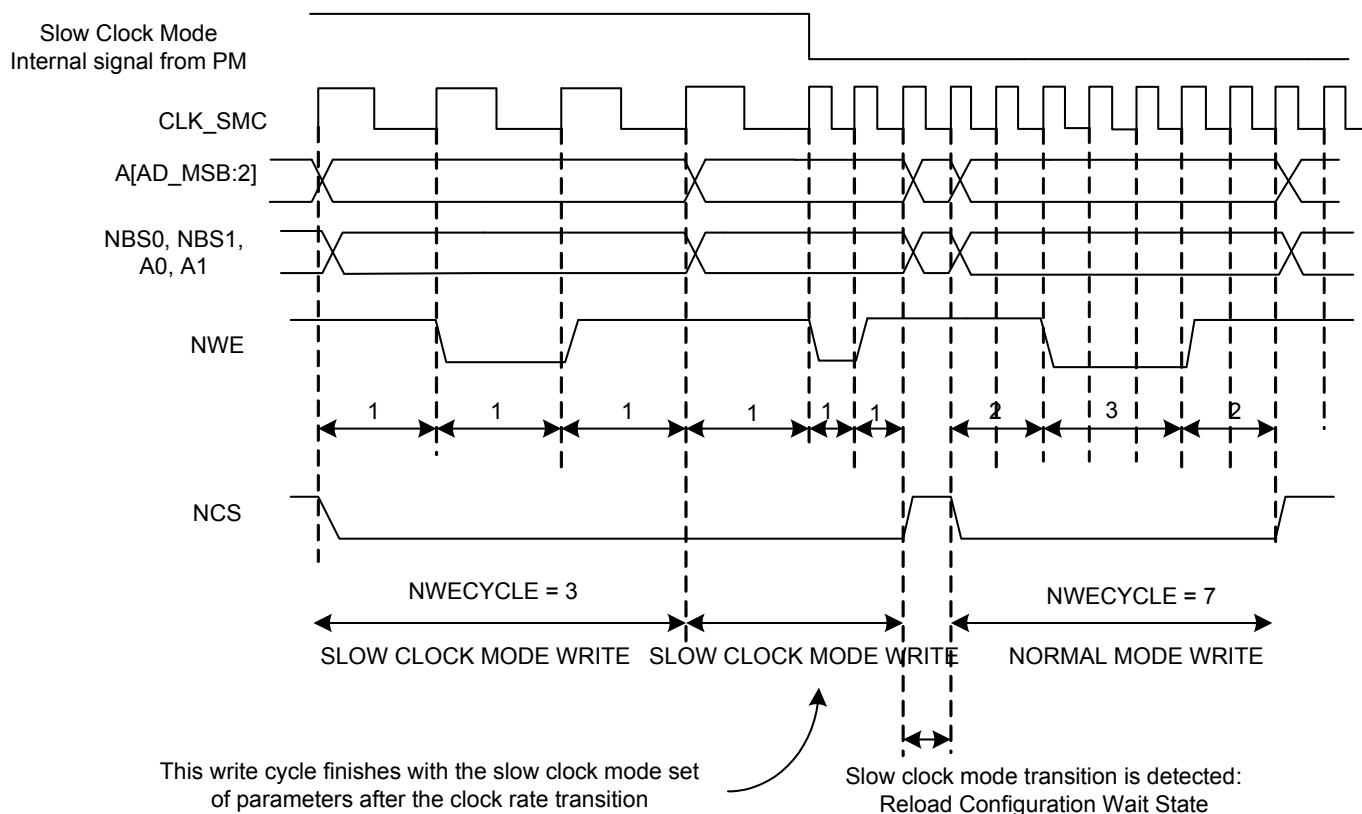 Slow Clock Mode
Internal signal from PM
CLK_SMC
A[AD_MSB:2]
NBS0, NBS1,
A0, A1
NWE
1 1 1 1 1 1 2 3 2
NCS
NWECYCLE = 3 NWECYCLE = 7
SLOW CLOCK MODE WRITE SLOW CLOCK MODE WRITE NORMAL MODE WRITE
This write cycle finishes with the slow clock mode set
of parameters after the clock rate transition
Slow clock mode transition is detected:
Reload Configuration Wait State